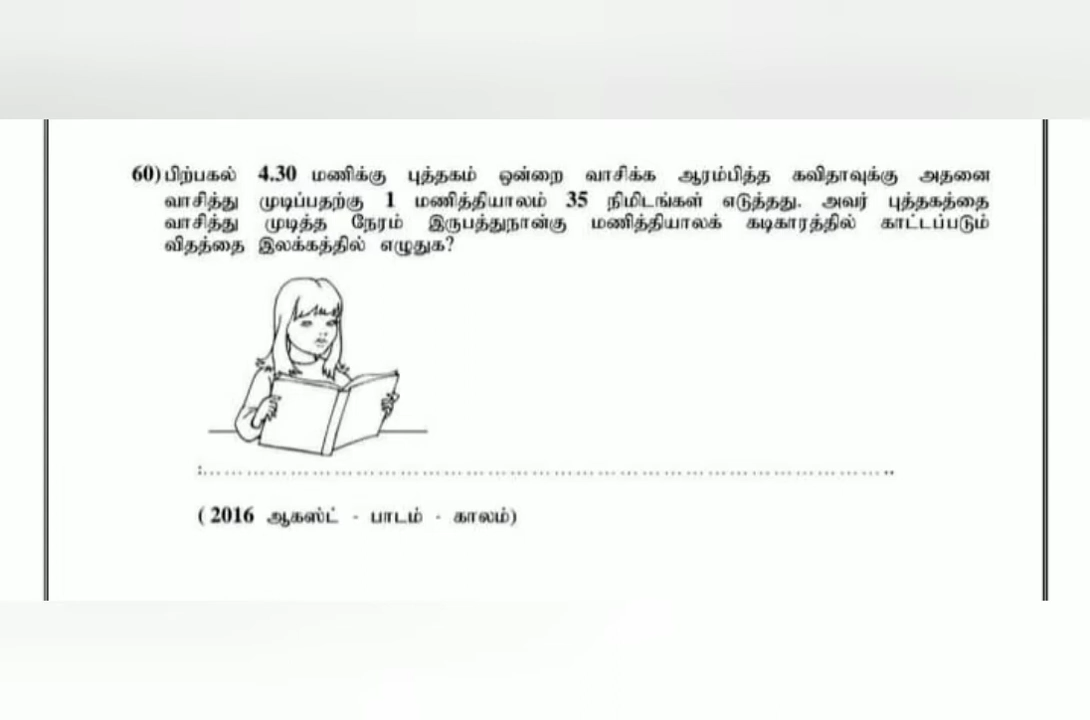 60) பிற்பகல் 4.30 மணிக்கு புத்தகம் ஒன்றை வாசிக்க ஆரம்பித்த கவிதாவுக்கு அதனை
வாசித்து முடிப்பதற்கு 1 மணித்தியாலம் 35 நிமிடங்கள் எடுத்தது. அவர் புத்தகத்தை
வாசித்து முடித்த நேரம் இருபத்துநான்கு மணித்தியாலக் கடிகாரத்தில் காட்டப்படும்
விதத்தை இலக்கத்தில் எழுதுக?
:................................................................
( 2016 ஆகஸ்ட் - பாடம் - காலம்)